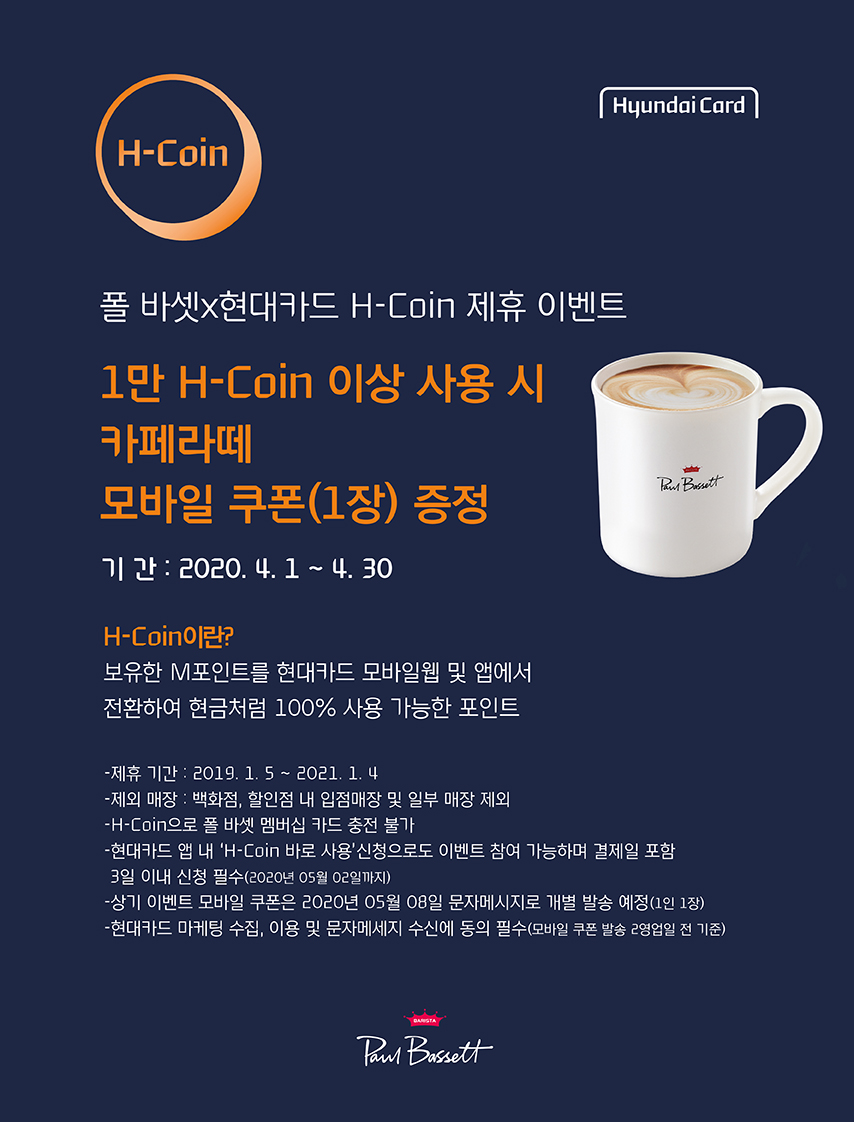 H-Coin
Hyundai Card
폴 바셋x현대카드 H-Coin 제휴 이벤트
1만 H-Coin 이상 사용 시
카페라떼
모바일 쿠폰(1장) 증정
Paul Bassett
기 간 : 2020. 4. 1 ~ 4. 30
H-Coin이란?
보유한 M포인트를 현대카드 모바일웹 및 앱에서
전환하여 현금처럼 100% 사용 가능한 포인트
-제휴 기간 : 2019. 1. 5 ~ 2021. 1. 4
-제외 매장 : 백화점, 할인점 내 입점매장 및 일부 매장 제외
-H-Coin으로 폴 바셋 멤버십 카드 충전 불가
-현대카드 앱 내 ‘H-Coin 바로 사용’신청으로도 이벤트 참여 가능하며 결제일 포함
3일 이내 신청 필수(2020년 05월 02일까지)
-상기 이벤트 모바일 쿠폰은 2020년 05월 08일 문자메시지로 개별 발송 예정(1인 1장)
-현대카드 마케팅 수집, 이용 및 문자메세지 수신에 동의 필수(모바일 쿠폰 발송 2영업일 전 기준)
BARISTA
Paul Bassett